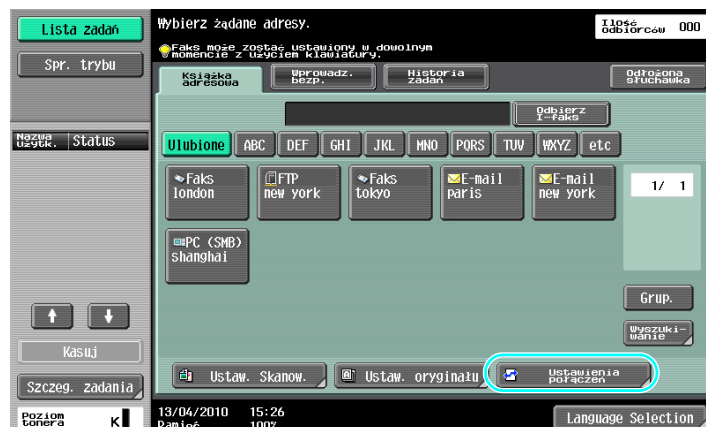 Lista zadań
Spr. trybu
Nazwa użytk.
Status
Kasuj
Szczeg. zadania
Poziom tonera
K
Wybierz żądane adresy.
Ilość odbiorców 000
Faks może zostać ustawiony w dowolnym
momencie z użyciem klawiatury.
Książka adresowa
Wprowadz. bezp.
Historia zadań
Odłożona słuchawka
Odbierz I-faks
Ulubione
ABC
DEF
GHI
JKL
MNO
PQRS
TUV
WXYZ
etc
Faks
london
FTP
new york
Faks
tokyo
E-mail
paris
E-mail
new york
1/ 1
PC (SMB)
shanghai
Grup.
Wyszuki-
wanie
Ustaw. Skanow.
Ustaw. oryginału
Ustawienia połączeń
13/04/2010 15:26
Pamięć 100%
Language Selection